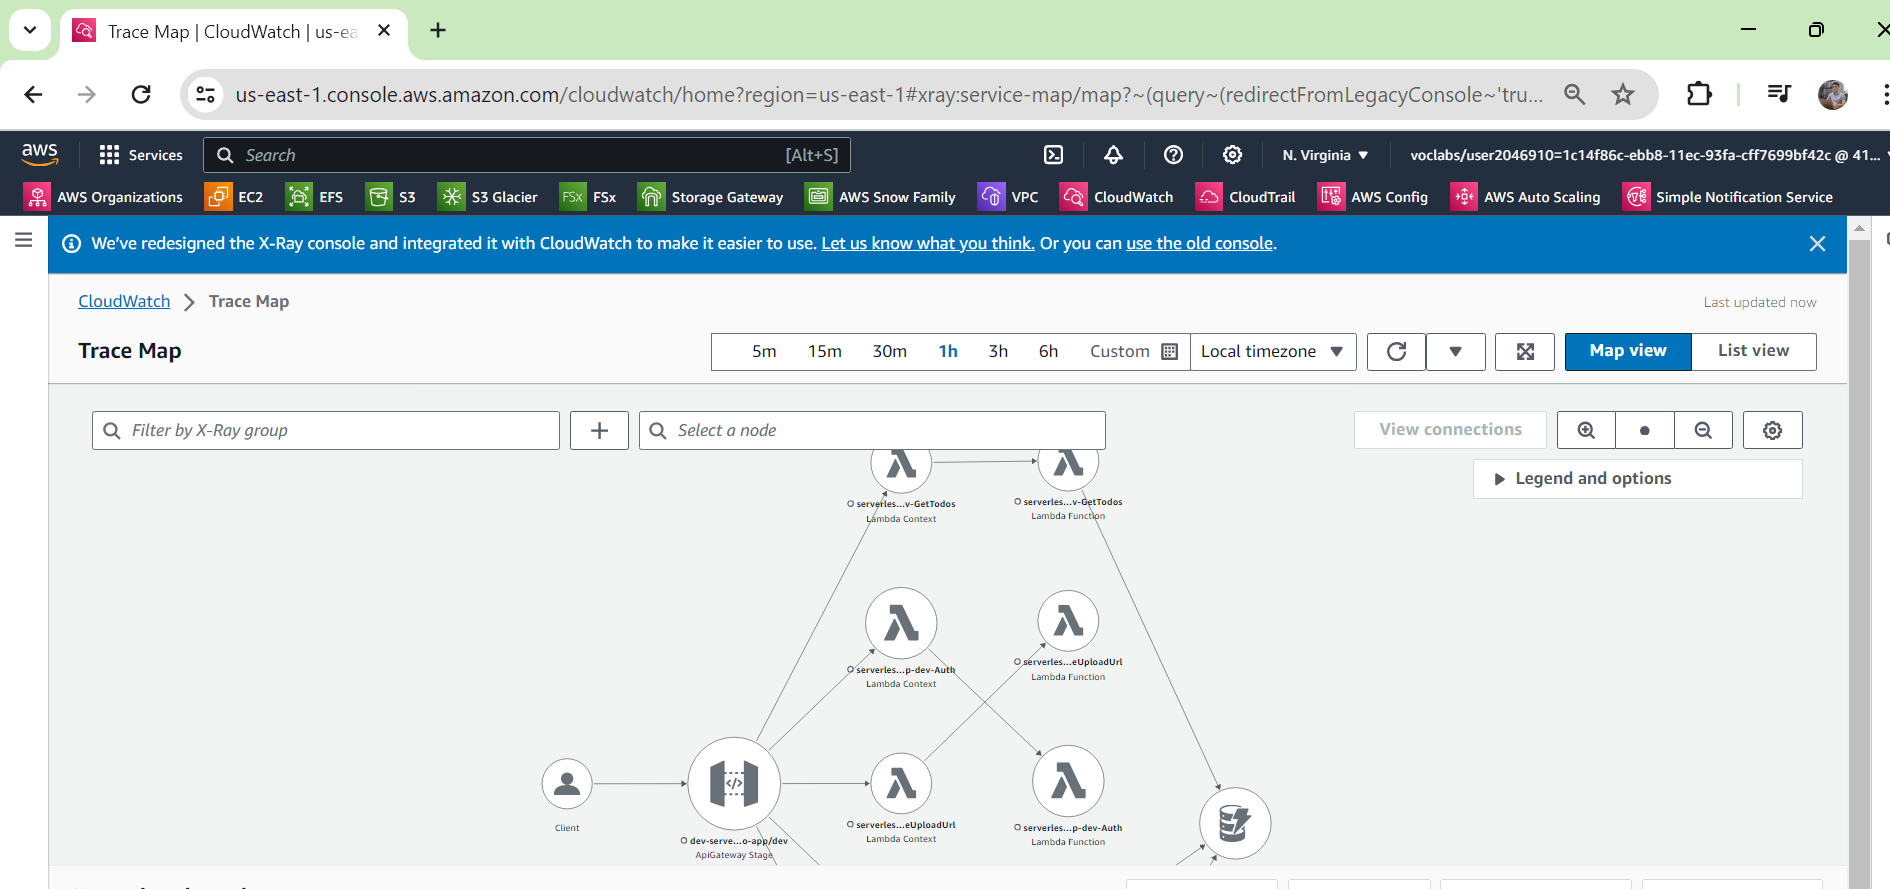 Trace Map | CloudWatch | us-ea
us-east-1.console.aws.amazon.com/cloudwatch/home?region=us-east-1#xray:service-map/map?~(query~(redirectFromLegacyConsole~'tru...
aws Services Search [Alt+S] N. Virginia voclabs/user2046910=1c14f86c-ebb8-11ec-93fa-cff7699bf42c @ 41...
AWS Organizations EC2 EFS S3 S3 Glacier FSx FSx Storage Gateway AWS Snow Family VPC CloudWatch CloudTrail AWS Config AWS Auto Scaling Simple Notification Service
We've redesigned the X-Ray console and integrated it with CloudWatch to make it easier to use. Let us know what you think. Or you can use the old console.
CloudWatch Trace Map Last updated now
Trace Map 5m 15m 30m 1h 3h 6h Custom Local timezone Map view List view
Filter by X-Ray group Select a node View connections
Legend and options
serverles...v-GetTodos serverles...v-GetTodos
Lambda Context Lambda Function
serverles...p-dev-Auth serverles...eUploadUrl
Lambda Context Lambda Function
Client serverles...eUploadUrl serverles...p-dev-Auth
Lambda Context Lambda Function
dev-serve...o-app/dev
ApiGateway Stage